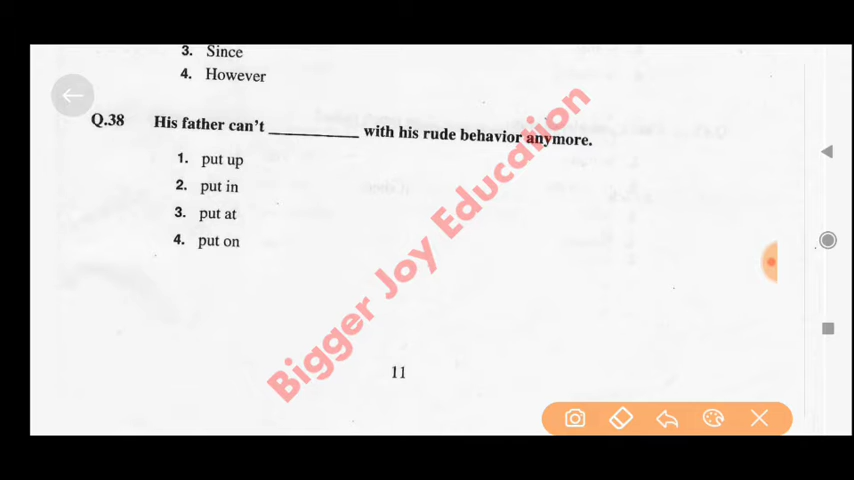 3. Since
4. However
Q.38 His father can't __________ with his rude behavior anymore.
1. put up
2. put in
3. put at
4. put on
Bigger Joy Education
11